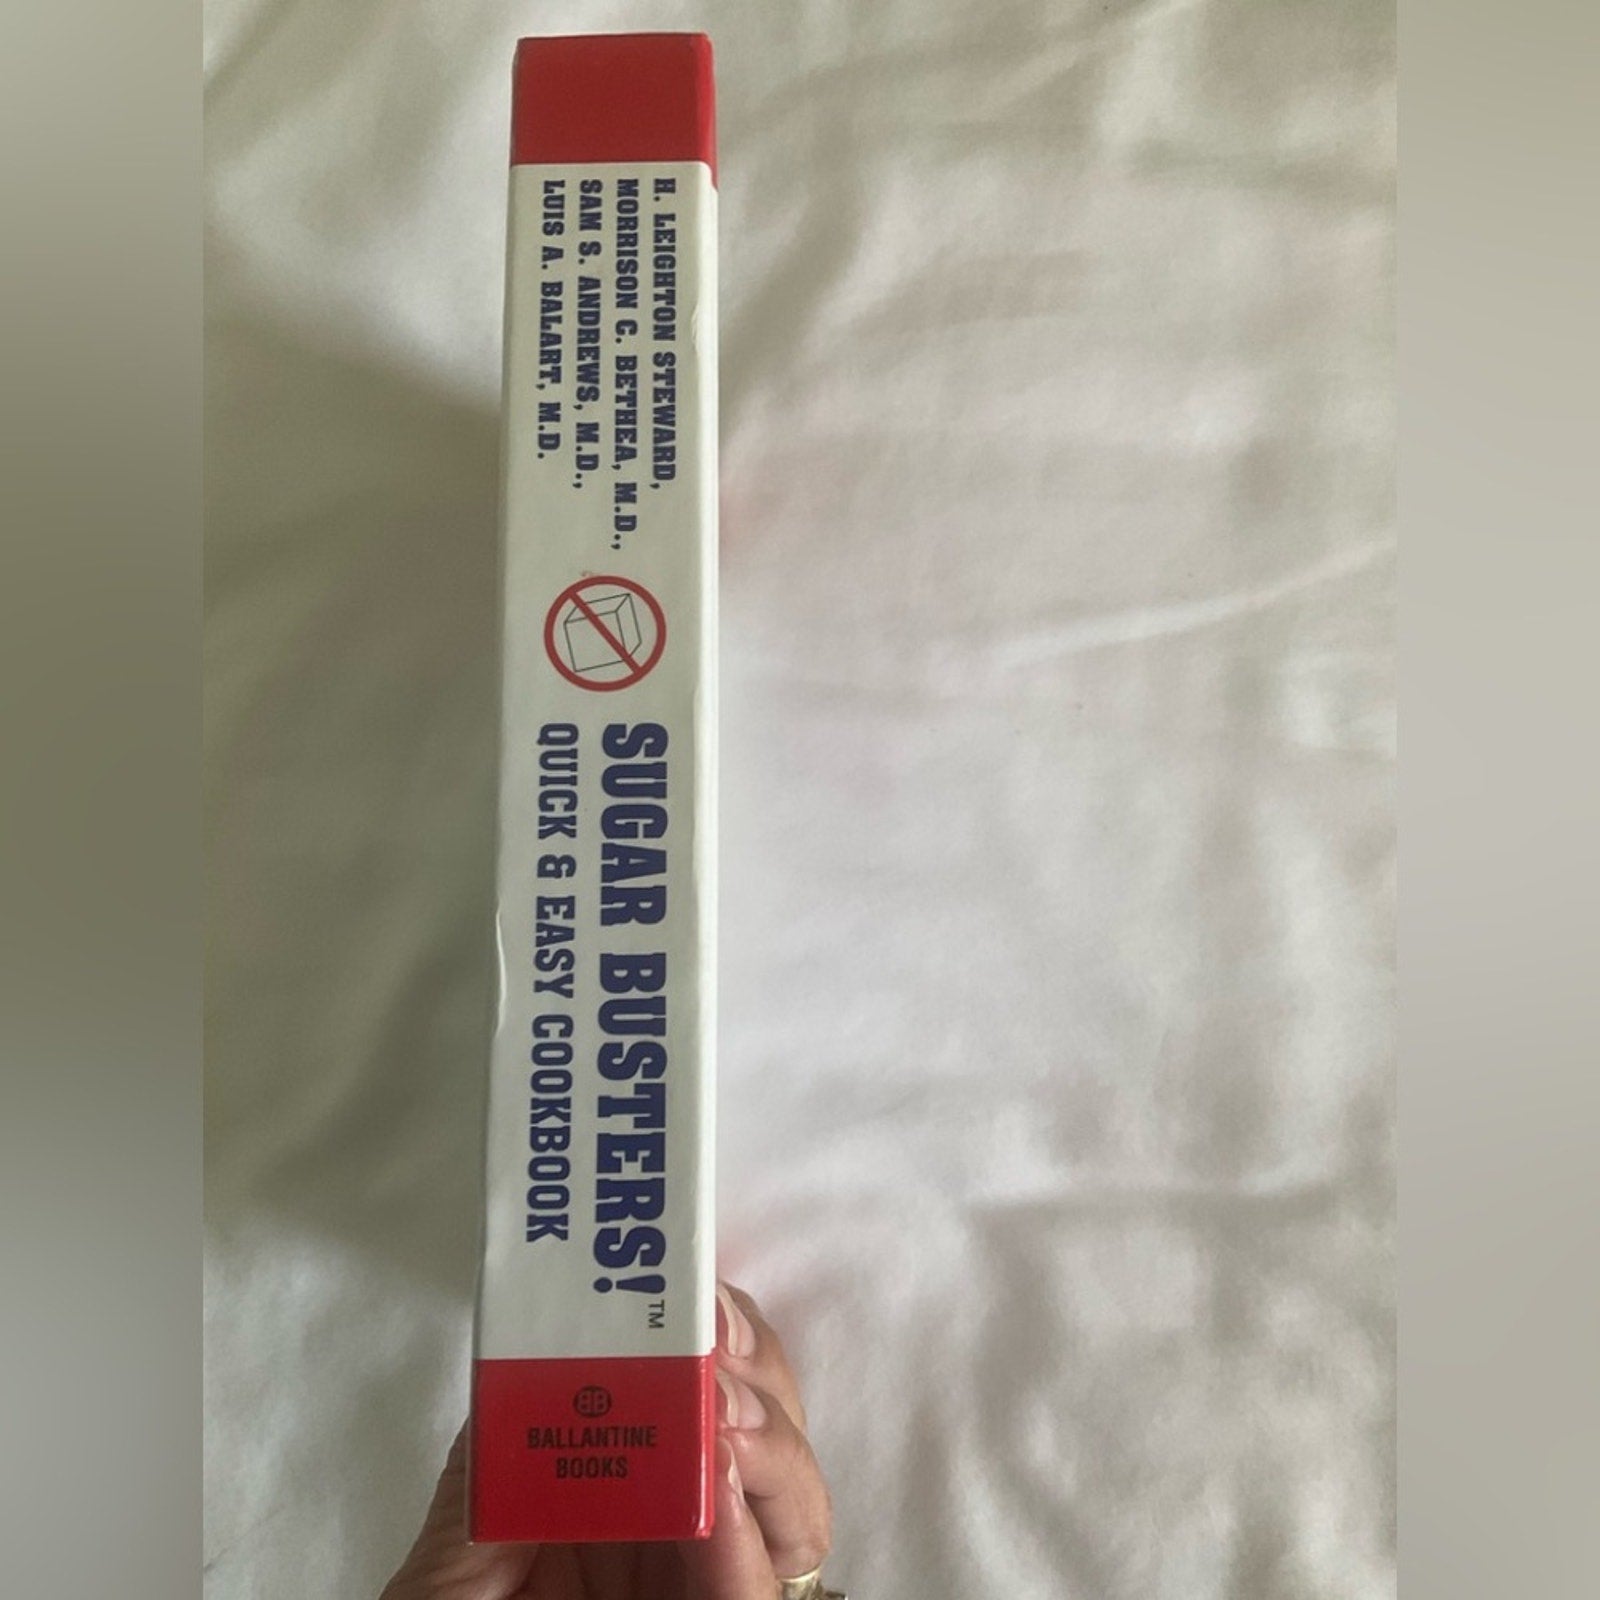 H. LEIGHTON STEWARD,
MORRISON C. BETHEA, M.D.,
SAM S. ANDREWS, M.D.,
LUIS A. BALART, M.D.
SUGAR BUSTERS!™
QUICK & EASY COOKBOOK
BB
BALLANTINE
BOOKS